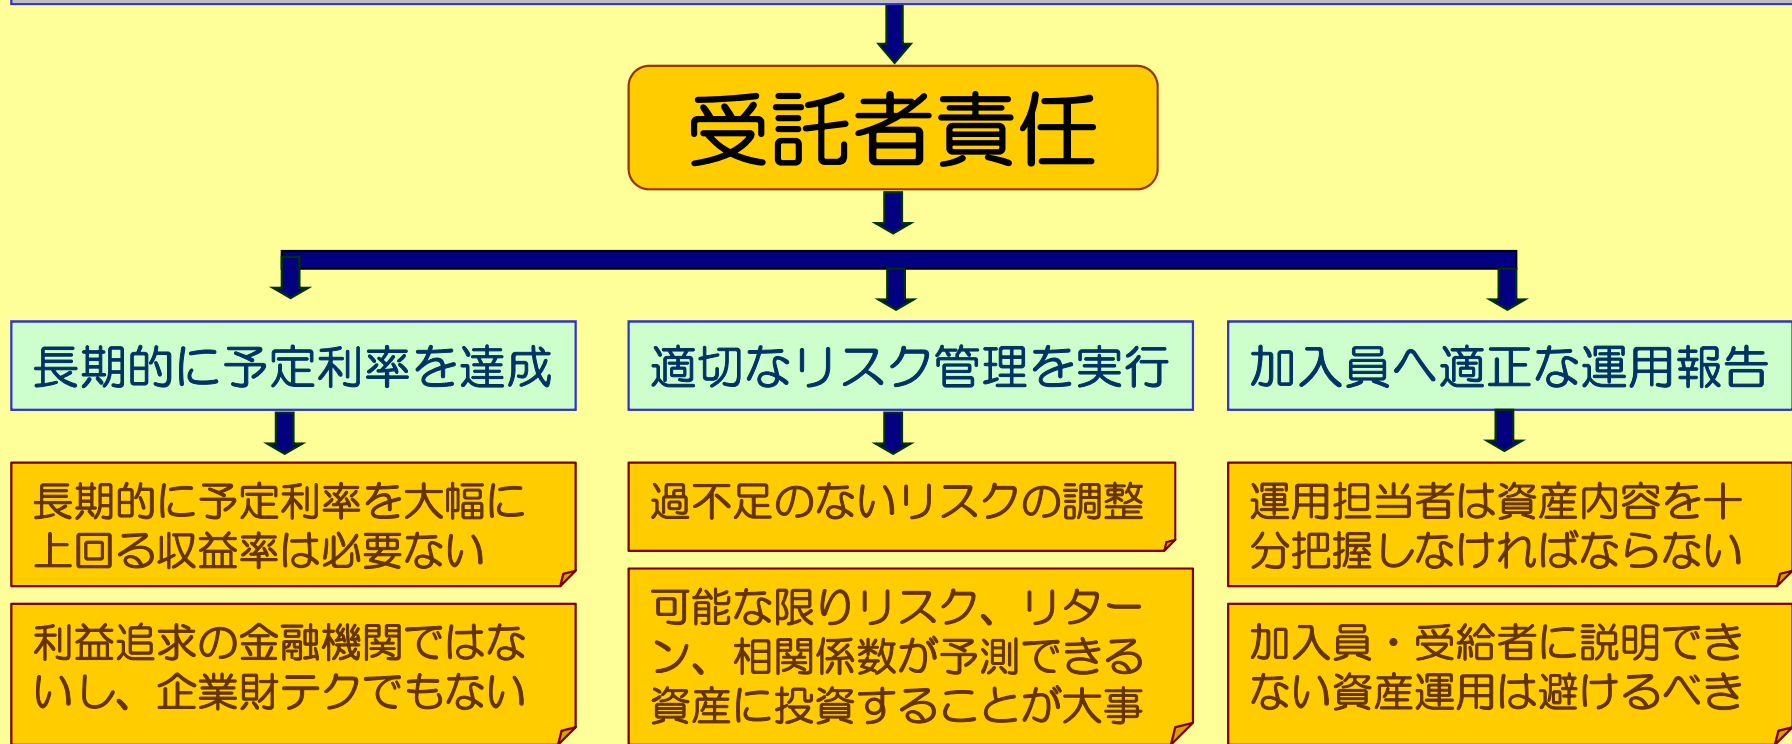 受託者責任
長期的に予定利率を達成
適切なリスク管理を実行
加入員へ適正な運用報告
長期的に予定利率を大幅に
上回る収益率は必要ない
利益追求の金融機関ではな
いし、企業財テクでもない
過不足のないリスクの調整
可能な限りリスク、リター
ン、相関係数が予測できる
資産に投資することが大事
運用担当者は資産内容を十
分把握しなければならない
加入員・受給者に説明でき
ない資産運用は避けるべき